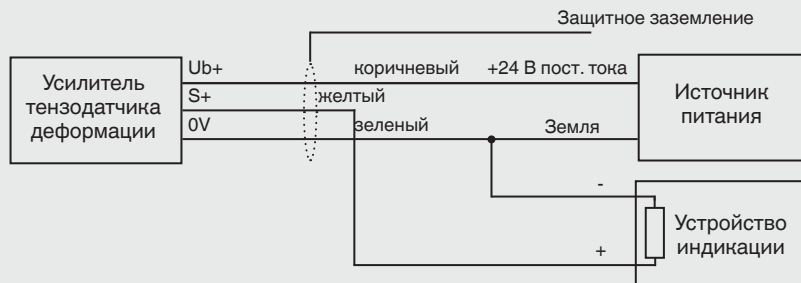 Защитное заземление
Усилитель
тензодатчика
деформации
Ub+
коричневый
+24 В пост. тока
S+
желтый
0V
зеленый
Земля
Источник
питания
-
+
Устройство
индикации